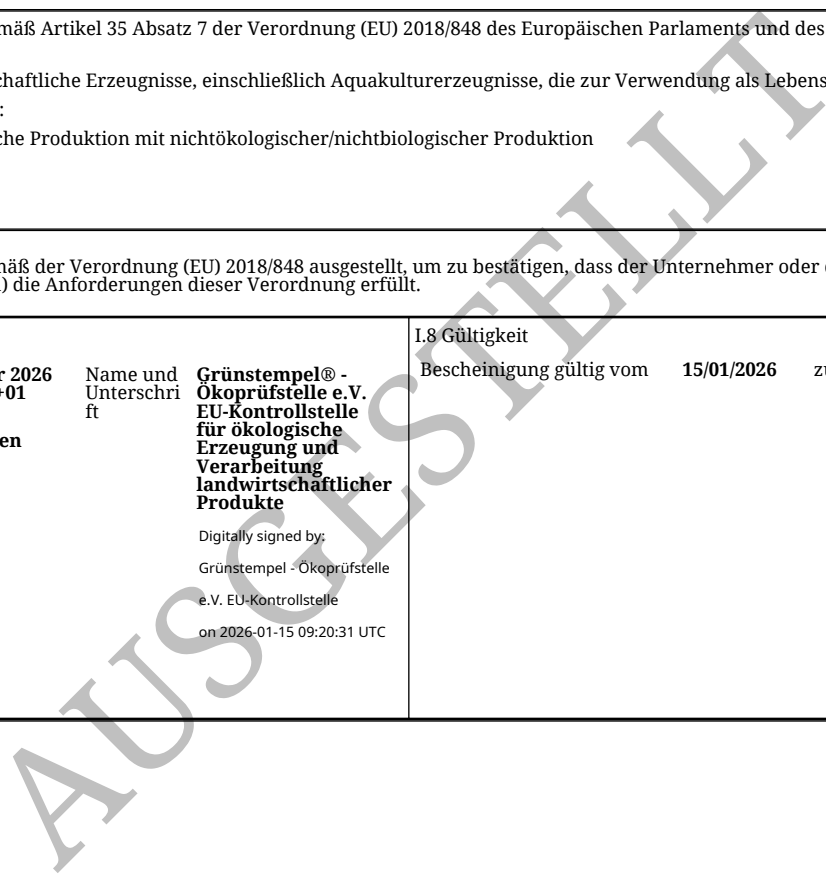 mäß Artikel 35 Absatz 7 der Verordnung (EU) 2018/848 des Europäischen Parlaments und des
haftliche Erzeugnisse, einschließlich Aquakulturerzeugnisse, die zur Verwendung als Lebens
:
che Produktion mit nichtökologischer/nichtbiologischer Produktion
mäß der Verordnung (EU) 2018/848 ausgestellt, um zu bestätigen, dass der Unternehmer oder
) die Anforderungen dieser Verordnung erfüllt.
r 2026
+01
en
Name und
Unterschri
ft
Grünstempel® -
Ökoprüfstelle e.V.
EU-Kontrollstelle
für ökologische
Erzeugung und
Verarbeitung
landwirtschaftlicher
Produkte
Digitally signed by:
Grünstempel - Ökoprüfstelle
e.V. EU-Kontrollstelle
on 2026-01-15 09:20:31 UTC
I.8 Gültigkeit
Bescheinigung gültig vom 15/01/2026 zu
AUSGESTELLT